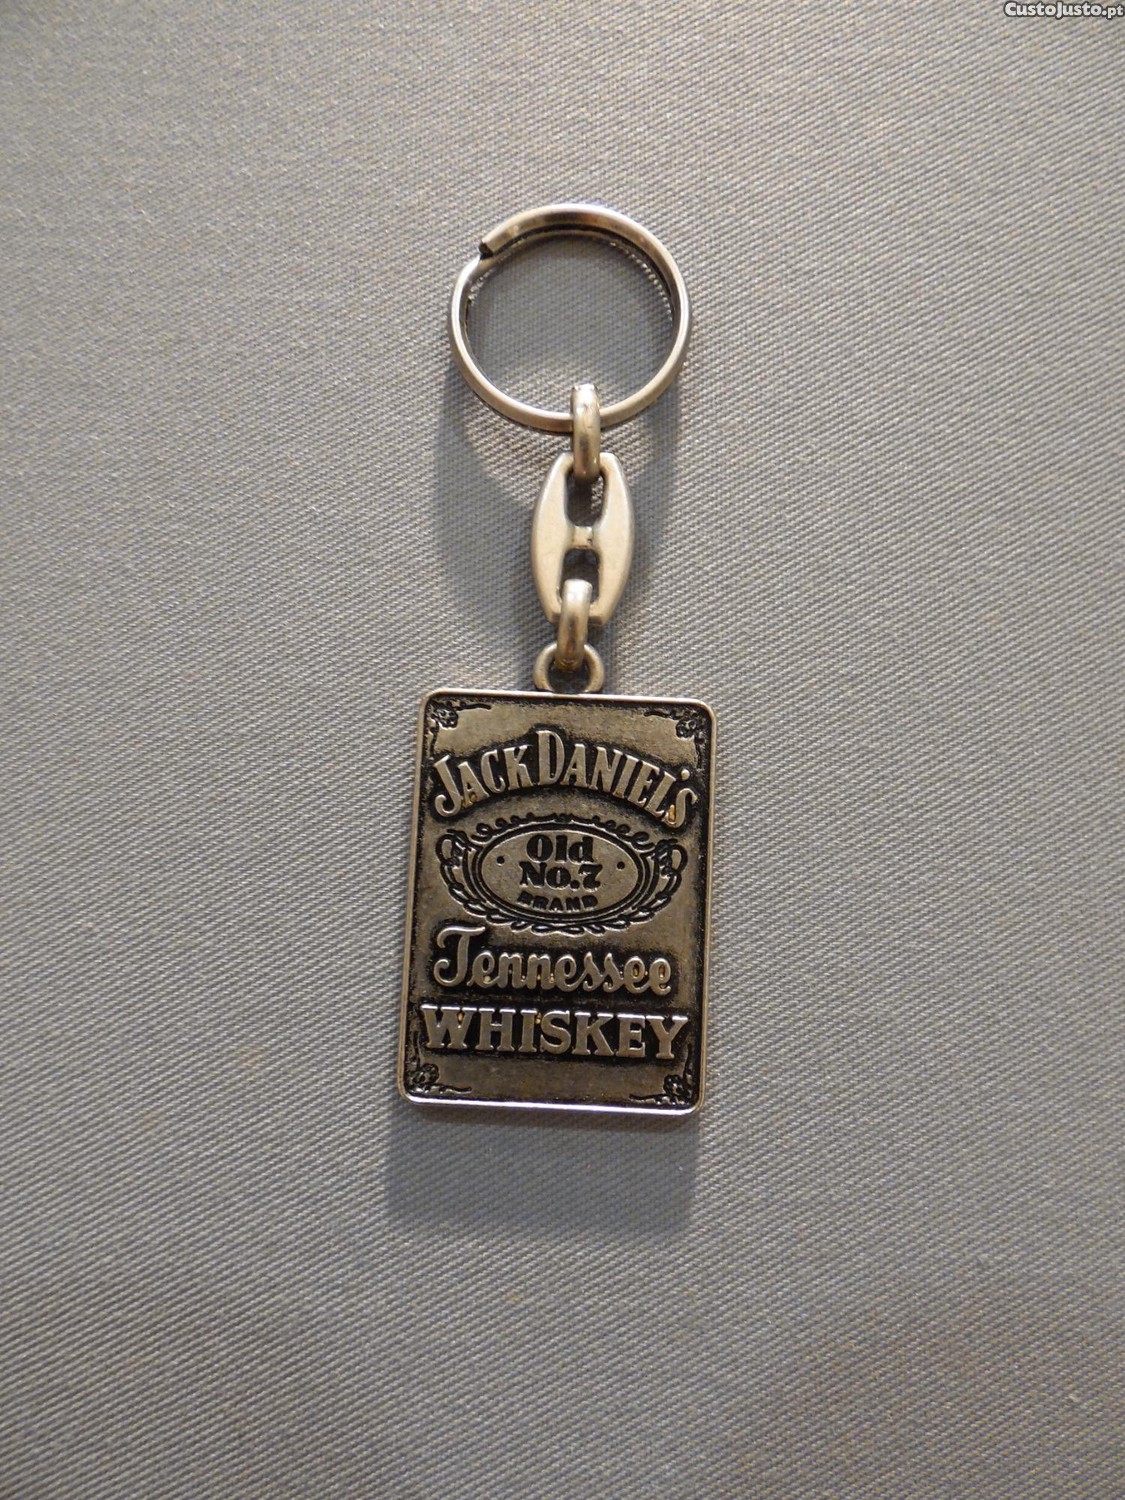 CustoJusto.pt
JACK DANIEL'S
Old
No.7
BRAND
Tennessee
WHISKEY